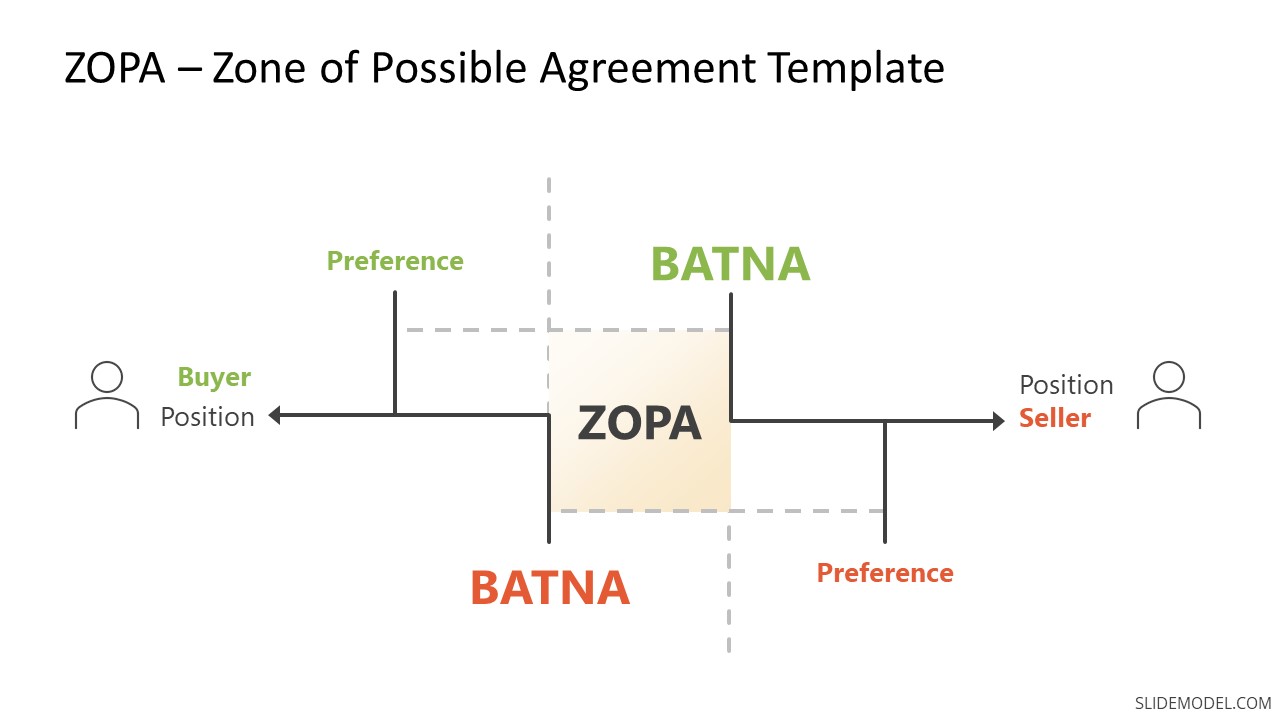 ZOPA – Zone of Possible Agreement Template
Preference
BATNA
Buyer
Position
ZOPA
Position
Seller
BATNA
Preference
SLIDEMODEL.COM